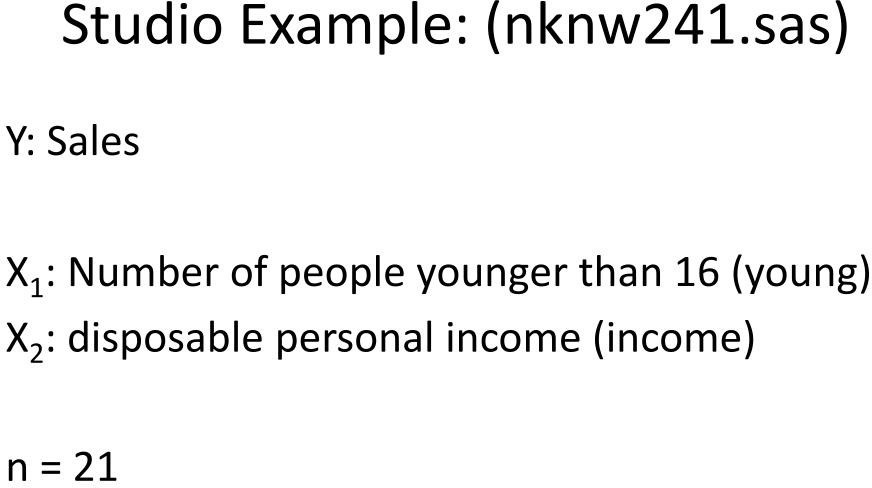 Studio Example: (nknw241.sas)
Y: Sales
X₁: Number of people younger than 16 (young)
X₂: disposable personal income (income)
n = 21